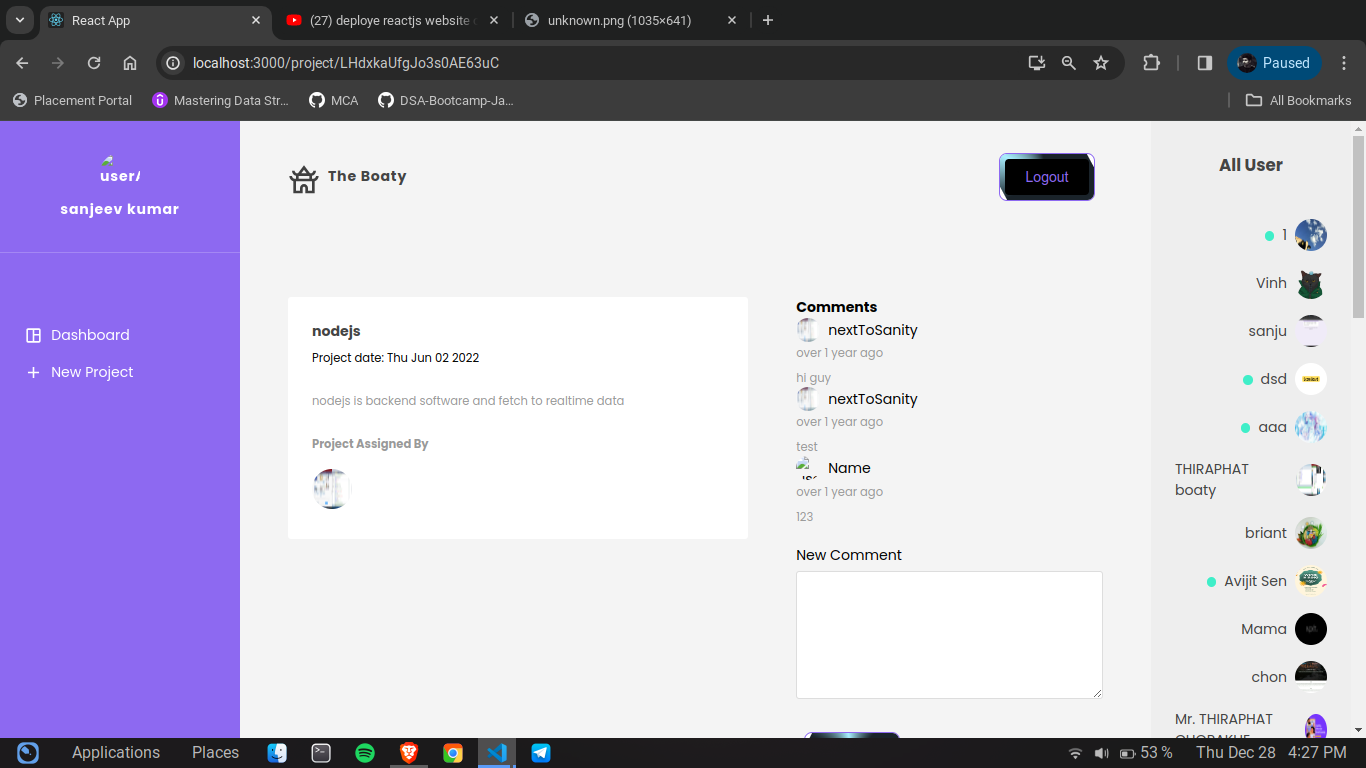 React App
(27) deploye reactjs website
unknown.png (1035×641)
localhost:3000/project/LHdxkaUfgJo3s0AE63uC
Paused
Placement Portal
Mastering Data Str...
MCA
DSA-Bootcamp-Ja...
All Bookmarks
sanjeev kumar
Dashboard
New Project
The Boaty
Logout
nodejs
Project date: Thu Jun 02 2022
nodejs is backend software and fetch to realtime data
Project Assigned By
Comments
nextToSanity
over 1 year ago
hi guy
nextToSanity
over 1 year ago
test
Name
over 1 year ago
123
New Comment
All User
1
Vinh
sanju
dsd
aaa
THIRAPHAT
boaty
briant
Avijit Sen
Mama
chon
Mr. THIRAPHAT
Applications
Places
53 %
Thu Dec 28
4:27 PM